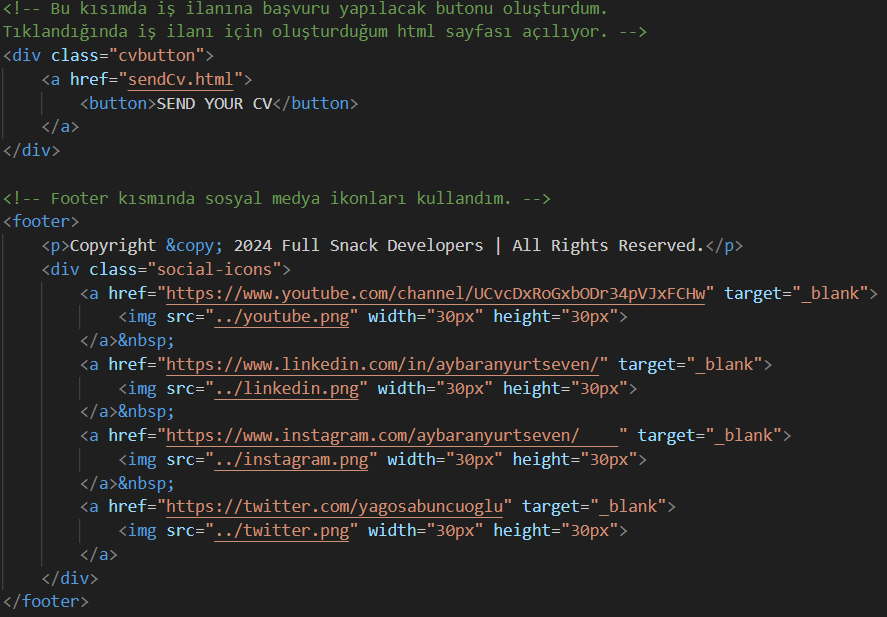 <!-- Bu kısımda iş ilanına başvuru yapılacak butonu oluşturdum.
Tıklandığında iş ilanı için oluşturduğum html sayfası açılıyor. -->
<div class="cvbutton">
    <a href="sendCv.html">
        <button>SEND YOUR CV</button>
    </a>
</div>

<!-- Footer kısmında sosyal medya ikonları kullandım. -->
<footer>
    <p>Copyright &copy; 2024 Full Snack Developers | All Rights Reserved.</p>
    <div class="social-icons">
        <a href="https://www.youtube.com/channel/UCvcDxRoGxbODr34pVJxFCHw" target="_blank">
            <img src="../youtube.png" width="30px" height="30px">
        </a>&nbsp;
        <a href="https://www.linkedin.com/in/aybaranyurtseven/" target="_blank">
            <img src="../linkedin.png" width="30px" height="30px">
        </a>&nbsp;
        <a href="https://www.instagram.com/aybaranyurtseven/____" target="_blank">
            <img src="../instagram.png" width="30px" height="30px">
        </a>&nbsp;
        <a href="https://twitter.com/yagosabuncuoglu" target="_blank">
            <img src="../twitter.png" width="30px" height="30px">
        </a>
    </div>
</footer>